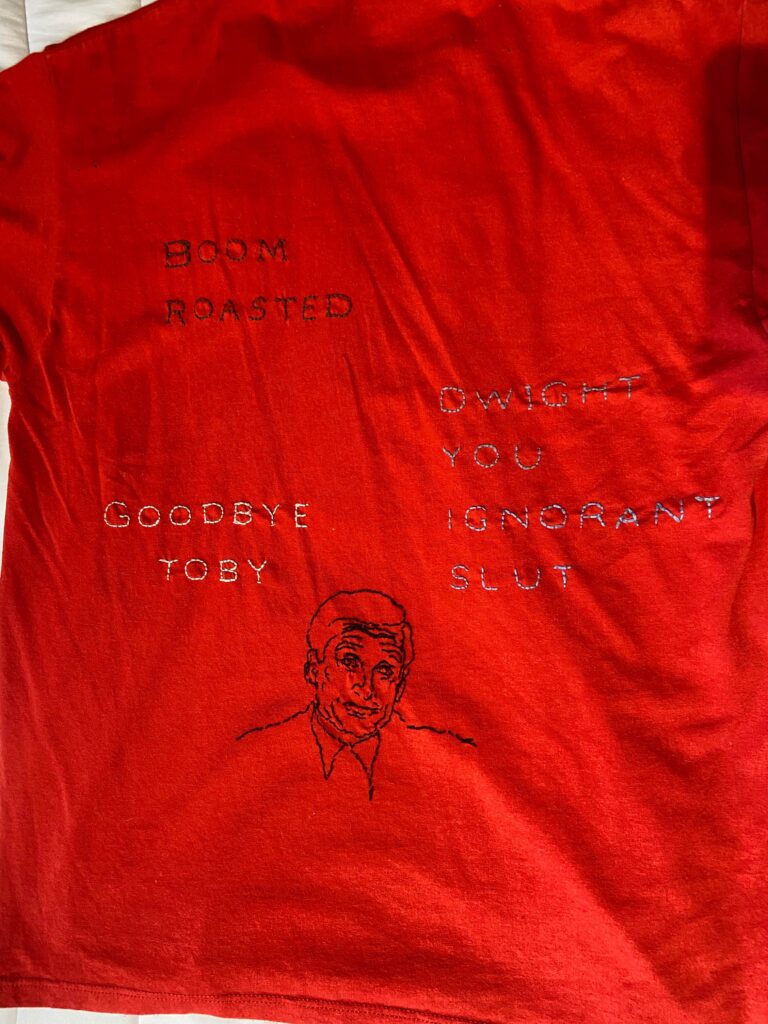 BOOM
ROASTED
DWIGHT
YOU
IGNORANT
SLUT
GOODBYE
TOBY